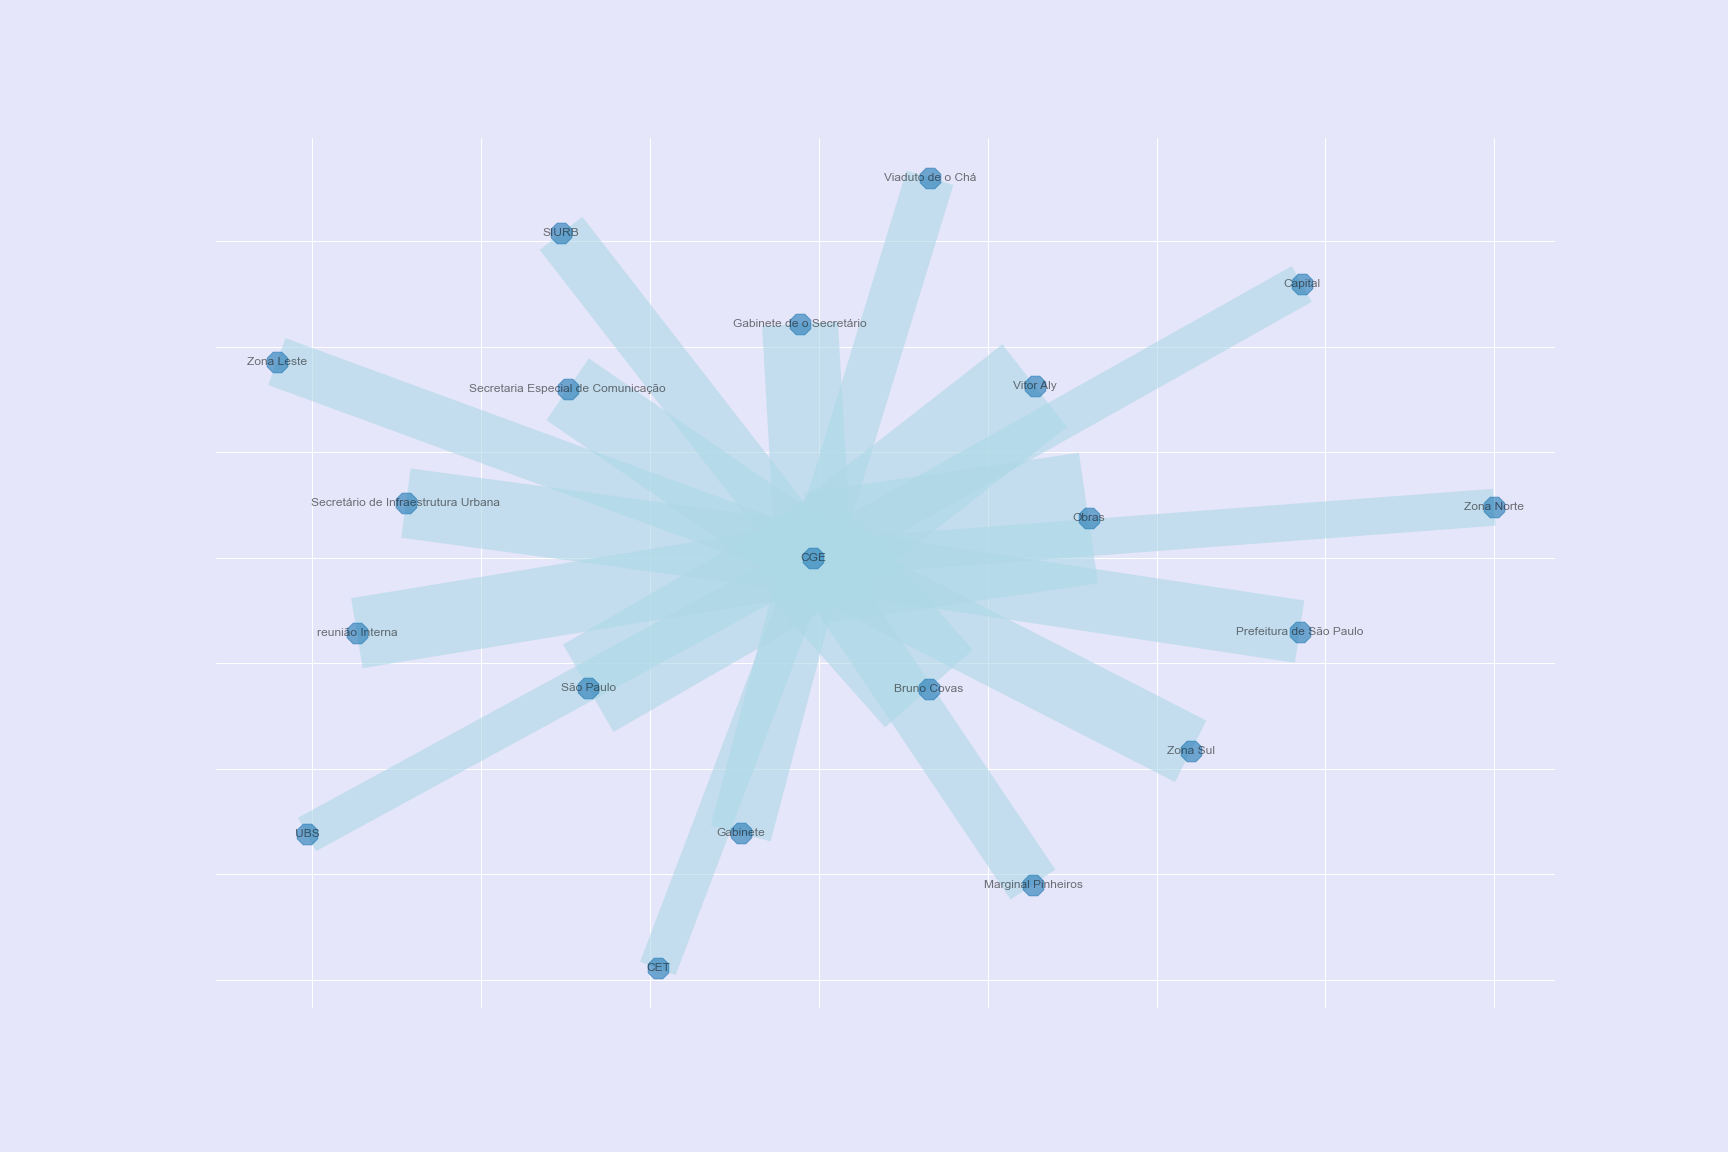 Viaduto de o Chá
SIURB
Capital
Gabinete de o Secretário
Zona Leste
Secretaria Especial de Comunicação
Vitor Aly
Secretário de Infraestrutura Urbana
Zona Norte
Obras
CGE
reunião Interna
Prefeitura de São Paulo
São Paulo
Bruno Covas
Zona Sul
UBS
Gabinete
Marginal Pinheiros
CET